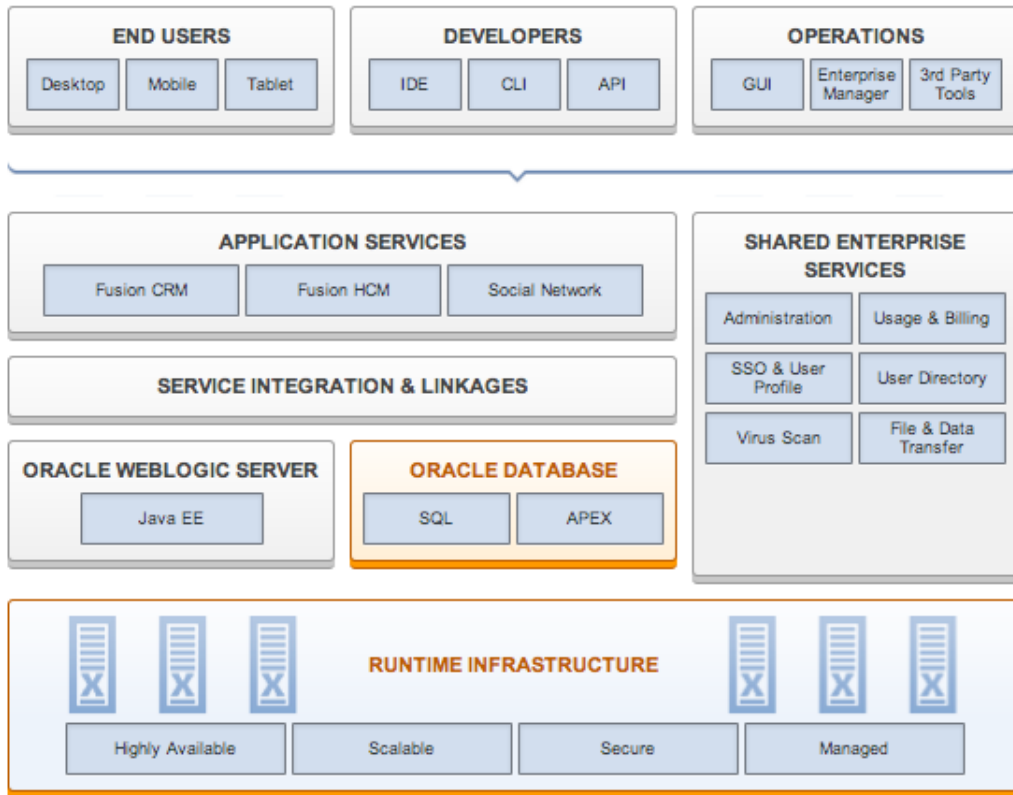 END USERS
Desktop
Mobile
Tablet
DEVELOPERS
IDE
CLI
API
OPERATIONS
GUI
Enterprise
Manager
3rd Party
Tools
APPLICATION SERVICES
Fusion CRM
Fusion HCM
Social Network
SERVICE INTEGRATION & LINKAGES
ORACLE WEBLOGIC SERVER
Java EE
ORACLE DATABASE
SQL
APEX
SHARED ENTERPRISE
SERVICES
Administration
Usage & Billing
SSO & User
Profile
User Directory
Virus Scan
File & Data
Transfer
RUNTIME INFRASTRUCTURE
X
X
X
X
X
X
Highly Available
Scalable
Secure
Managed